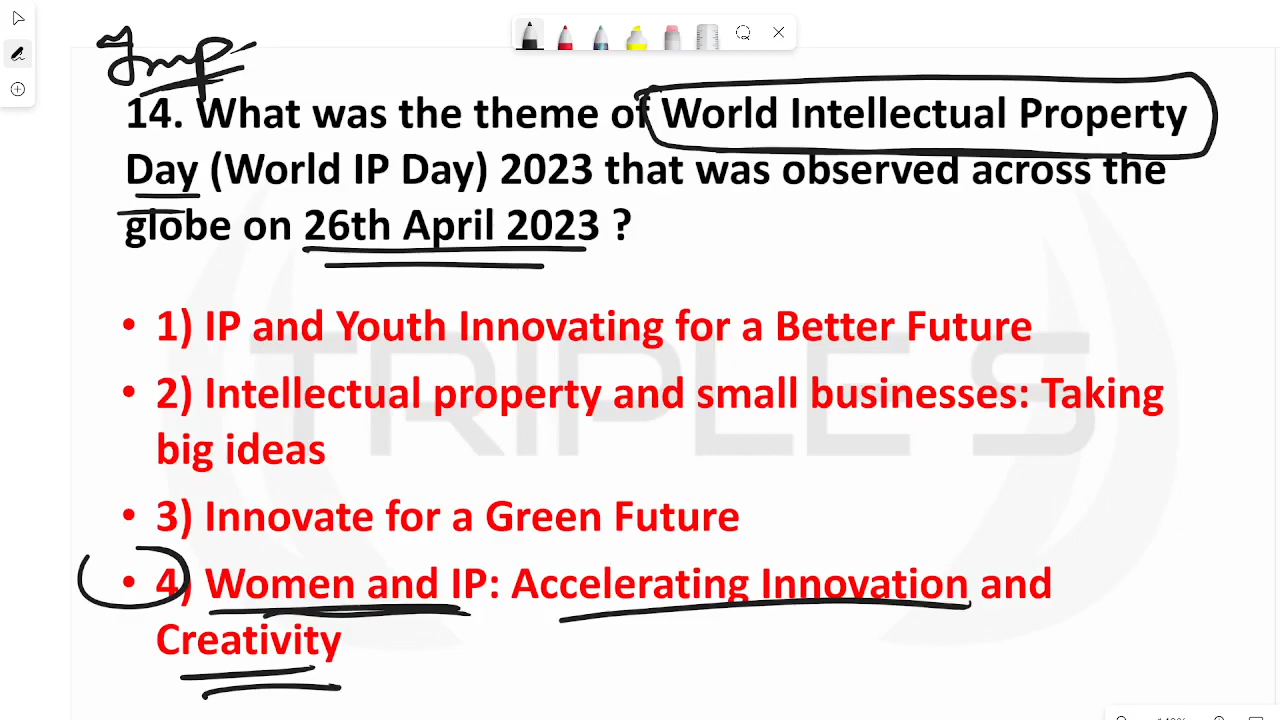 Imp
14. What was the theme of World Intellectual Property
Day (World IP Day) 2023 that was observed across the
globe on 26th April 2023 ?
• 1) IP and Youth Innovating for a Better Future
• 2) Intellectual property and small businesses: Taking
big ideas
• 3) Innovate for a Green Future
• 4) Women and IP: Accelerating Innovation and
Creativity
TRIPLE S